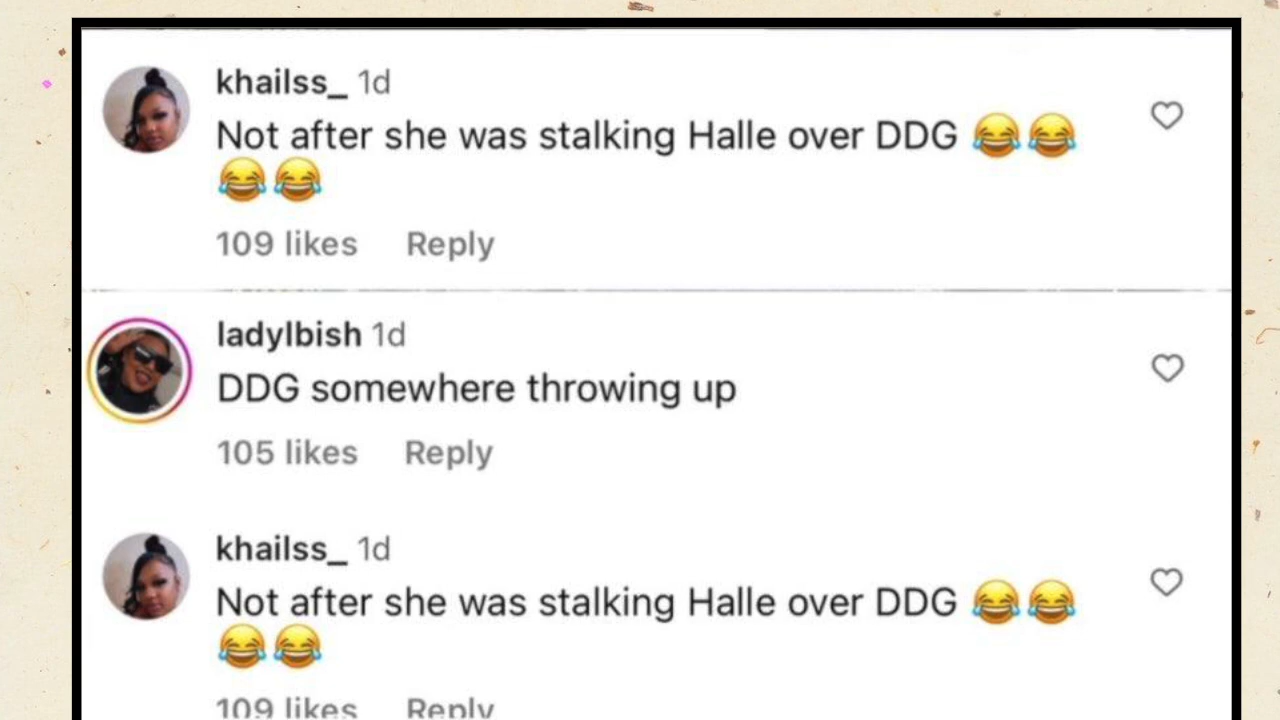 khailss_ 1d
Not after she was stalking Halle over DDG 😂😂
😂😂
109 likes Reply
ladylbish 1d
DDG somewhere throwing up
105 likes Reply
khailss_ 1d
Not after she was stalking Halle over DDG 😂😂
😂😂
109 likes Reply